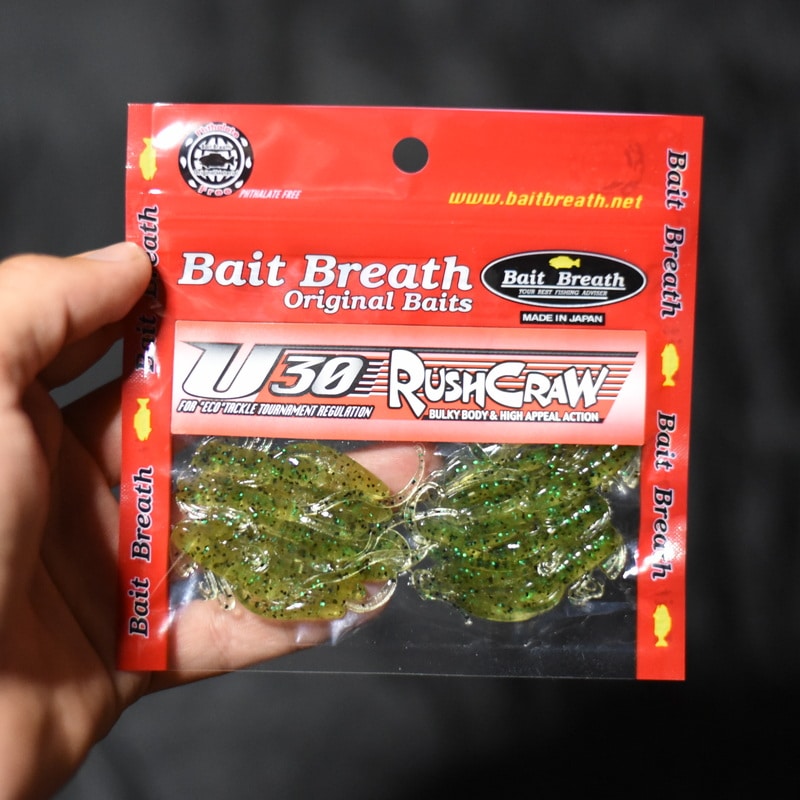 Phthalate
Free
PHTHALATE FREE
www.baitbreath.net
Bait Breath
Original Baits
Bait Breath
YOUR BEST FISHING ADVISER
MADE IN JAPAN
U30 RUSHCRAW
FOR "ECO" TACKLE TOURNAMENT REGULATION
BULKY BODY & HIGH APPEAL ACTION
Bait Breath
Bait Breath
Bait Breath
Bait Breath